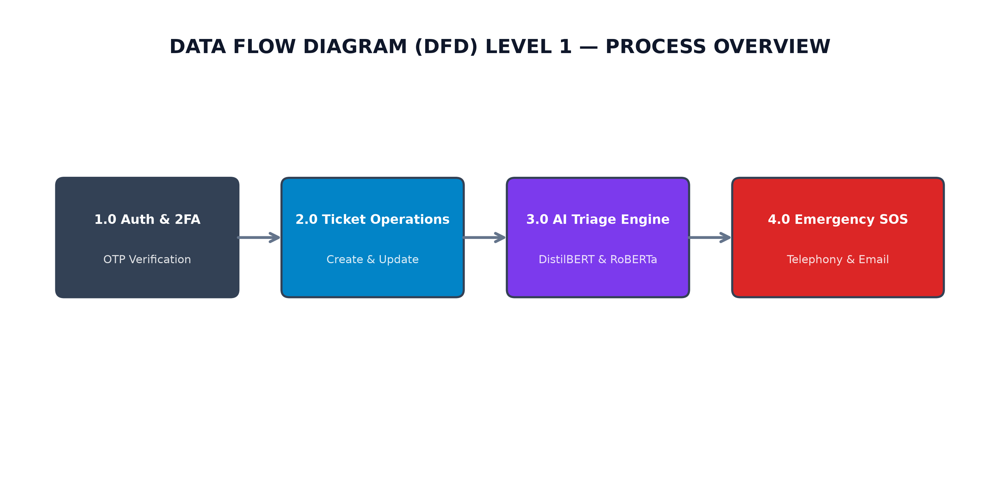 DATA FLOW DIAGRAM (DFD) LEVEL 1 — PROCESS OVERVIEW
1.0 Auth & 2FA
OTP Verification
2.0 Ticket Operations
Create & Update
3.0 AI Triage Engine
DistilBERT & RoBERTa
4.0 Emergency SOS
Telephony & Email